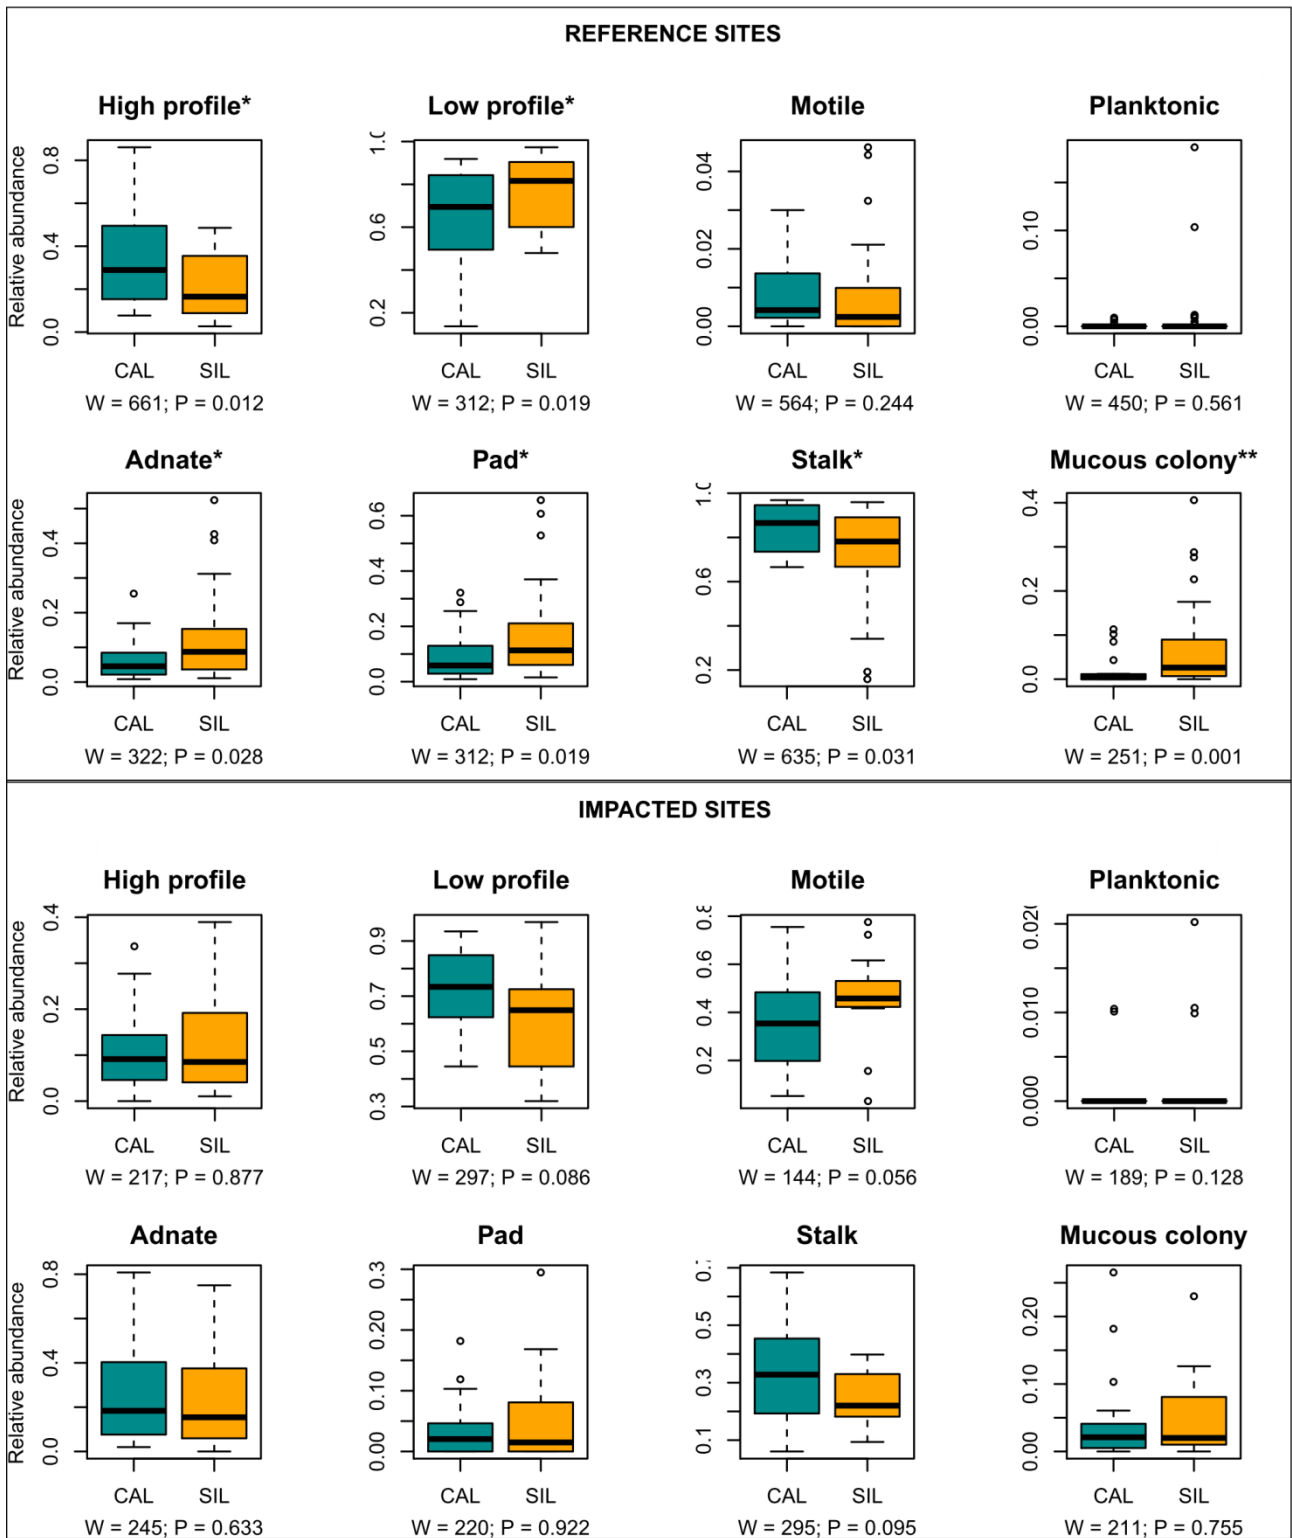 REFERENCE SITES
High profile* Low profile* Motile Planktonic
Relative abundance
0.0 0.4 0.8
0.2 0.6 1.0
0.00 0.02 0.04
0.00 0.10
CAL SIL CAL SIL CAL SIL CAL SIL
W = 661; P = 0.012 W = 312; P = 0.019 W = 564; P = 0.244 W = 450; P = 0.561
Adnate* Pad* Stalk* Mucous colony**
Relative abundance
0.0 0.2 0.4
0.0 0.2 0.4 0.6
0.2 0.6 1.0
0.0 0.2 0.4
CAL SIL CAL SIL CAL SIL CAL SIL
W = 322; P = 0.028 W = 312; P = 0.019 W = 635; P = 0.031 W = 251; P = 0.001
IMPACTED SITES
High profile Low profile Motile Planktonic
Relative abundance
0.0 0.2 0.4
0.3 0.5 0.7 0.9
0.2 0.4 0.6 0.8
0.000 0.010 0.020
CAL SIL CAL SIL CAL SIL CAL SIL
W = 217; P = 0.877 W = 297; P = 0.086 W = 144; P = 0.056 W = 189; P = 0.128
Adnate Pad Stalk Mucous colony
Relative abundance
0.0 0.4 0.8
0.00 0.10 0.20 0.3
0.1 0.3 0.5 0.7
0.00 0.10 0.20
CAL SIL CAL SIL CAL SIL CAL SIL
W = 245; P = 0.633 W = 220; P = 0.922 W = 295; P = 0.095 W = 211; P = 0.755